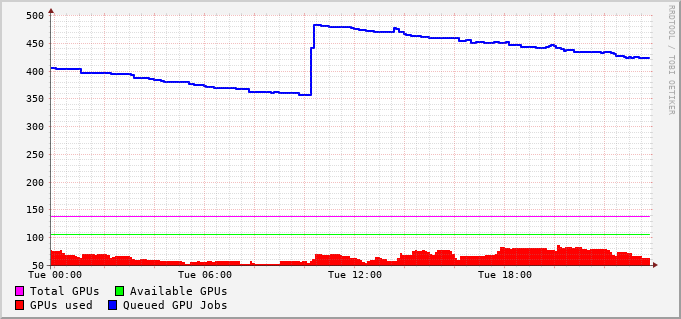 500
450
400
350
300
250
200
150
100
50
Tue 00:00 Tue 06:00 Tue 12:00 Tue 18:00
Total GPUs Available GPUs
GPUs used Queued GPU Jobs
RRDTOOL / TOBI OETIKER